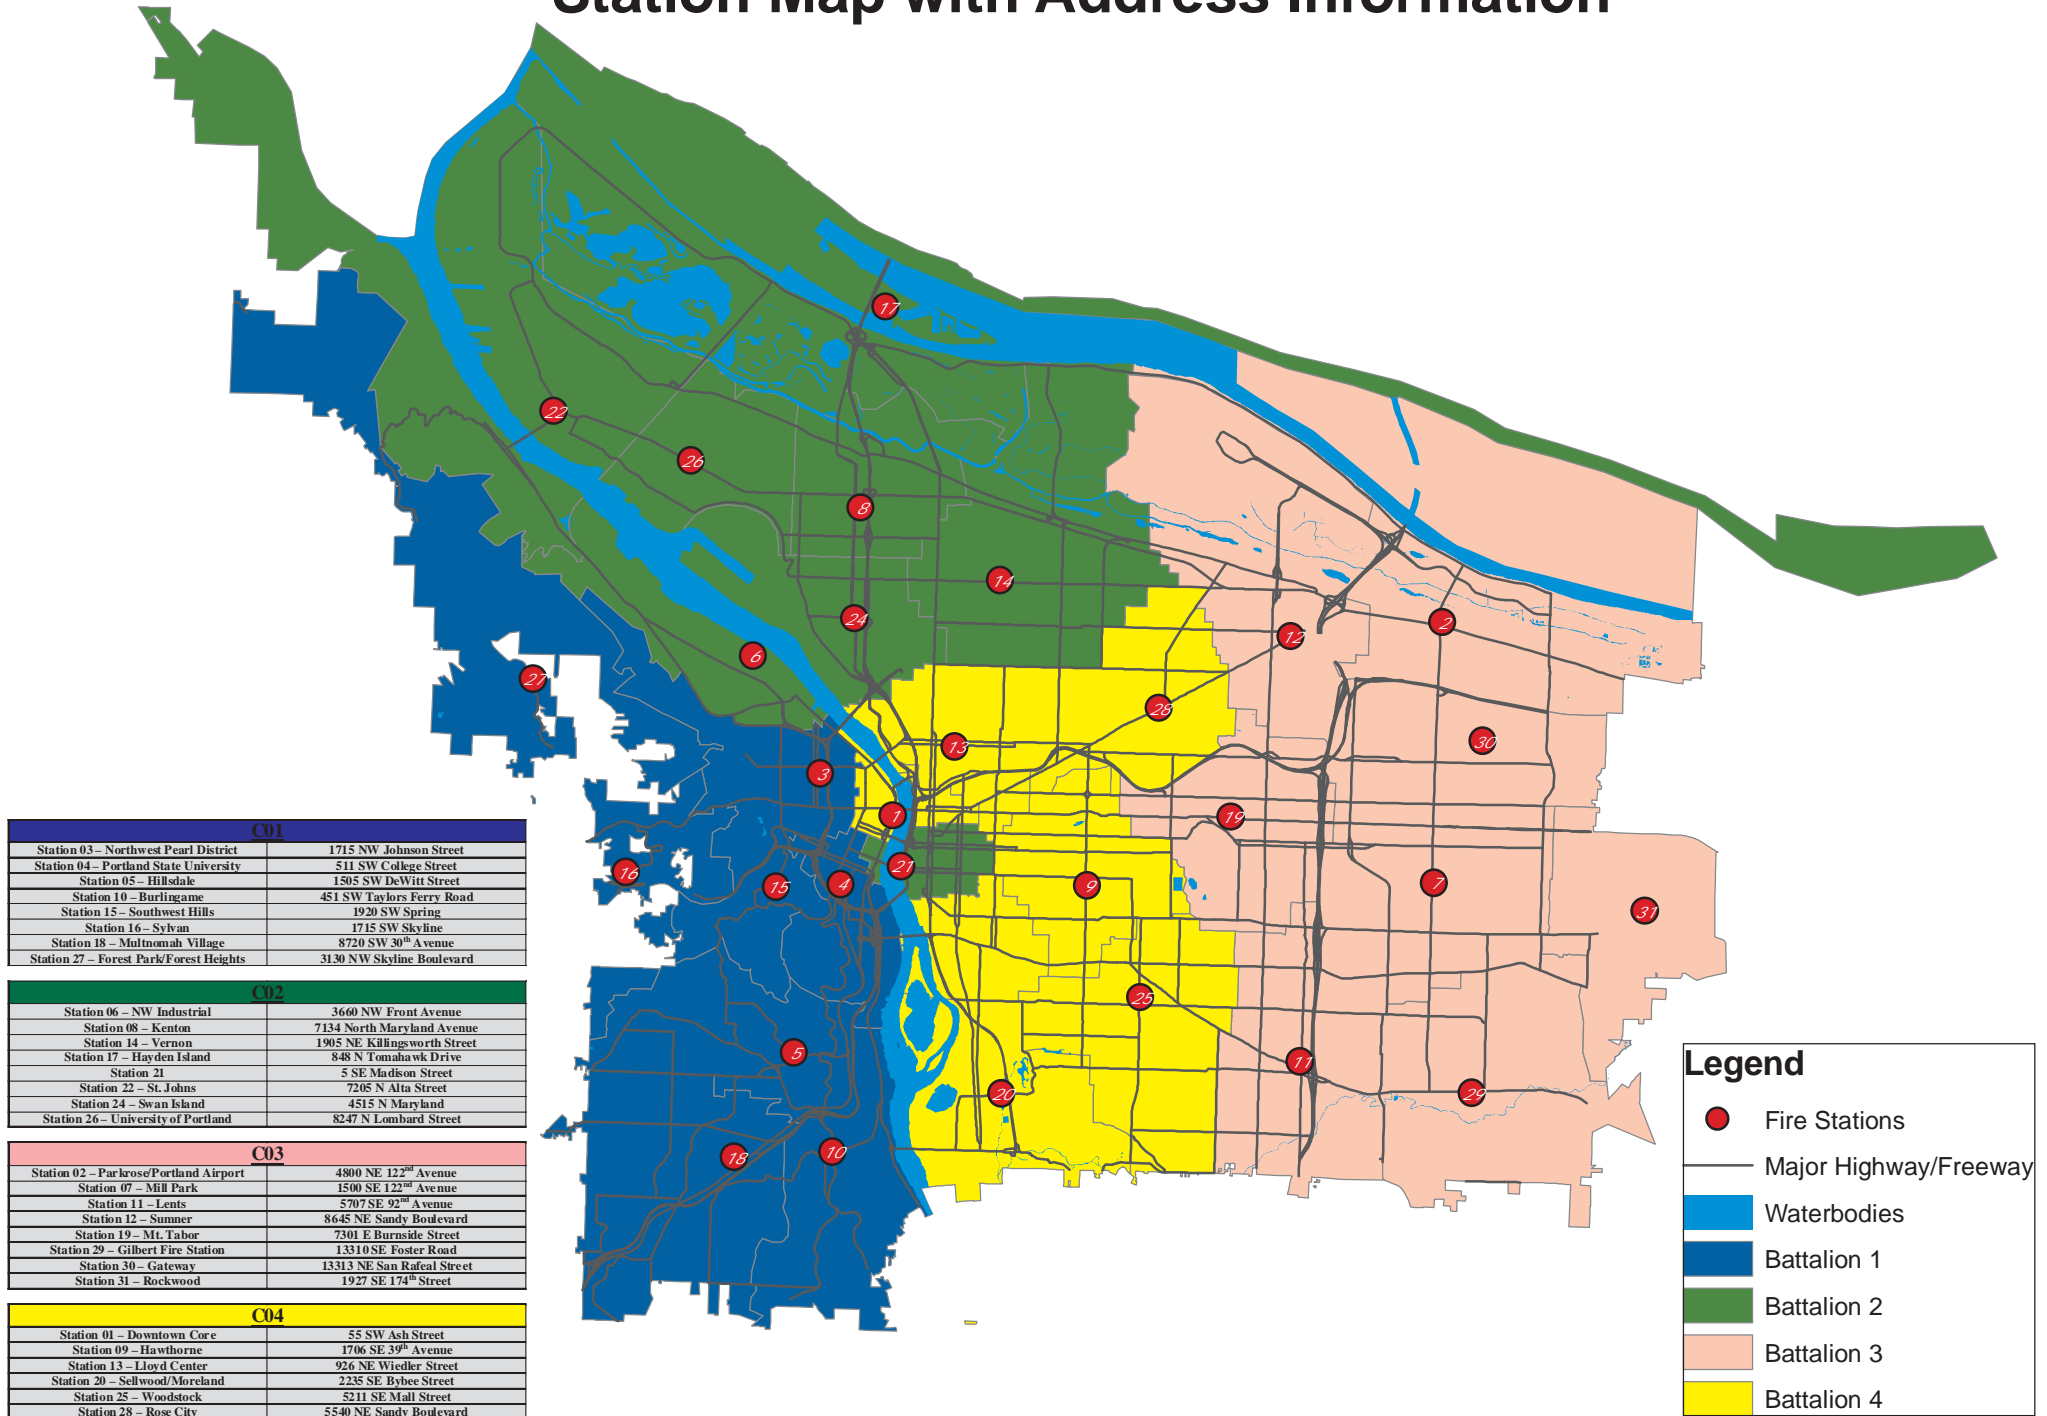 Station Map with Address Information
17
22
26
8
14
24
6
12
2
27
28
30
13
3
1
19
21
16
15
4
9
7
31
25
5
11
20
29
18
10
C01
Station 03 – Northwest Pearl District 1715 NW Johnson Street
Station 04 – Portland State University 511 SW College Street
Station 05 – Hillsdale 1505 SW DeWitt Street
Station 10 – Burlingame 451 SW Taylors Ferry Road
Station 15 – Southwest Hills 1920 SW Spring
Station 16 – Sylvan 1715 SW Skyline
Station 18 – Multnomah Village 8720 SW 30th Avenue
Station 27 – Forest Park/Forest Heights 3130 NW Skyline Boulevard
C02
Station 06 – NW Industrial 3660 NW Front Avenue
Station 08 – Kenton 7134 North Maryland Avenue
Station 14 – Vernon 1905 NE Killingsworth Street
Station 17 – Hayden Island 848 N Tomahawk Drive
Station 21 5 SE Madison Street
Station 22 – St. Johns 7205 N Alta Street
Station 24 – Swan Island 4515 N Maryland
Station 26 – University of Portland 8247 N Lombard Street
C03
Station 02 – Parkrose/Portland Airport 4800 NE 122nd Avenue
Station 07 – Mill Park 1500 SE 122nd Avenue
Station 11 – Lents 5707 SE 92nd Avenue
Station 12 – Sumner 8645 NE Sandy Boulevard
Station 19 – Mt. Tabor 7301 E Burnside Street
Station 29 – Gilbert Fire Station 13310 SE Foster Road
Station 30 – Gateway 13313 NE San Rafeal Street
Station 31 – Rockwood 1927 SE 174th Street
C04
Station 01 – Downtown Core 55 SW Ash Street
Station 09 – Hawthorne 1706 SE 39th Avenue
Station 13 – Lloyd Center 926 NE Wiedler Street
Station 20 – Sellwood/Moreland 2235 SE Bybee Street
Station 25 – Woodstock 5211 SE Mall Street
Station 28 – Rose City 5540 NE Sandy Boulevard
Legend
Fire Stations
Major Highway/Freeway
Waterbodies
Battalion 1
Battalion 2
Battalion 3
Battalion 4